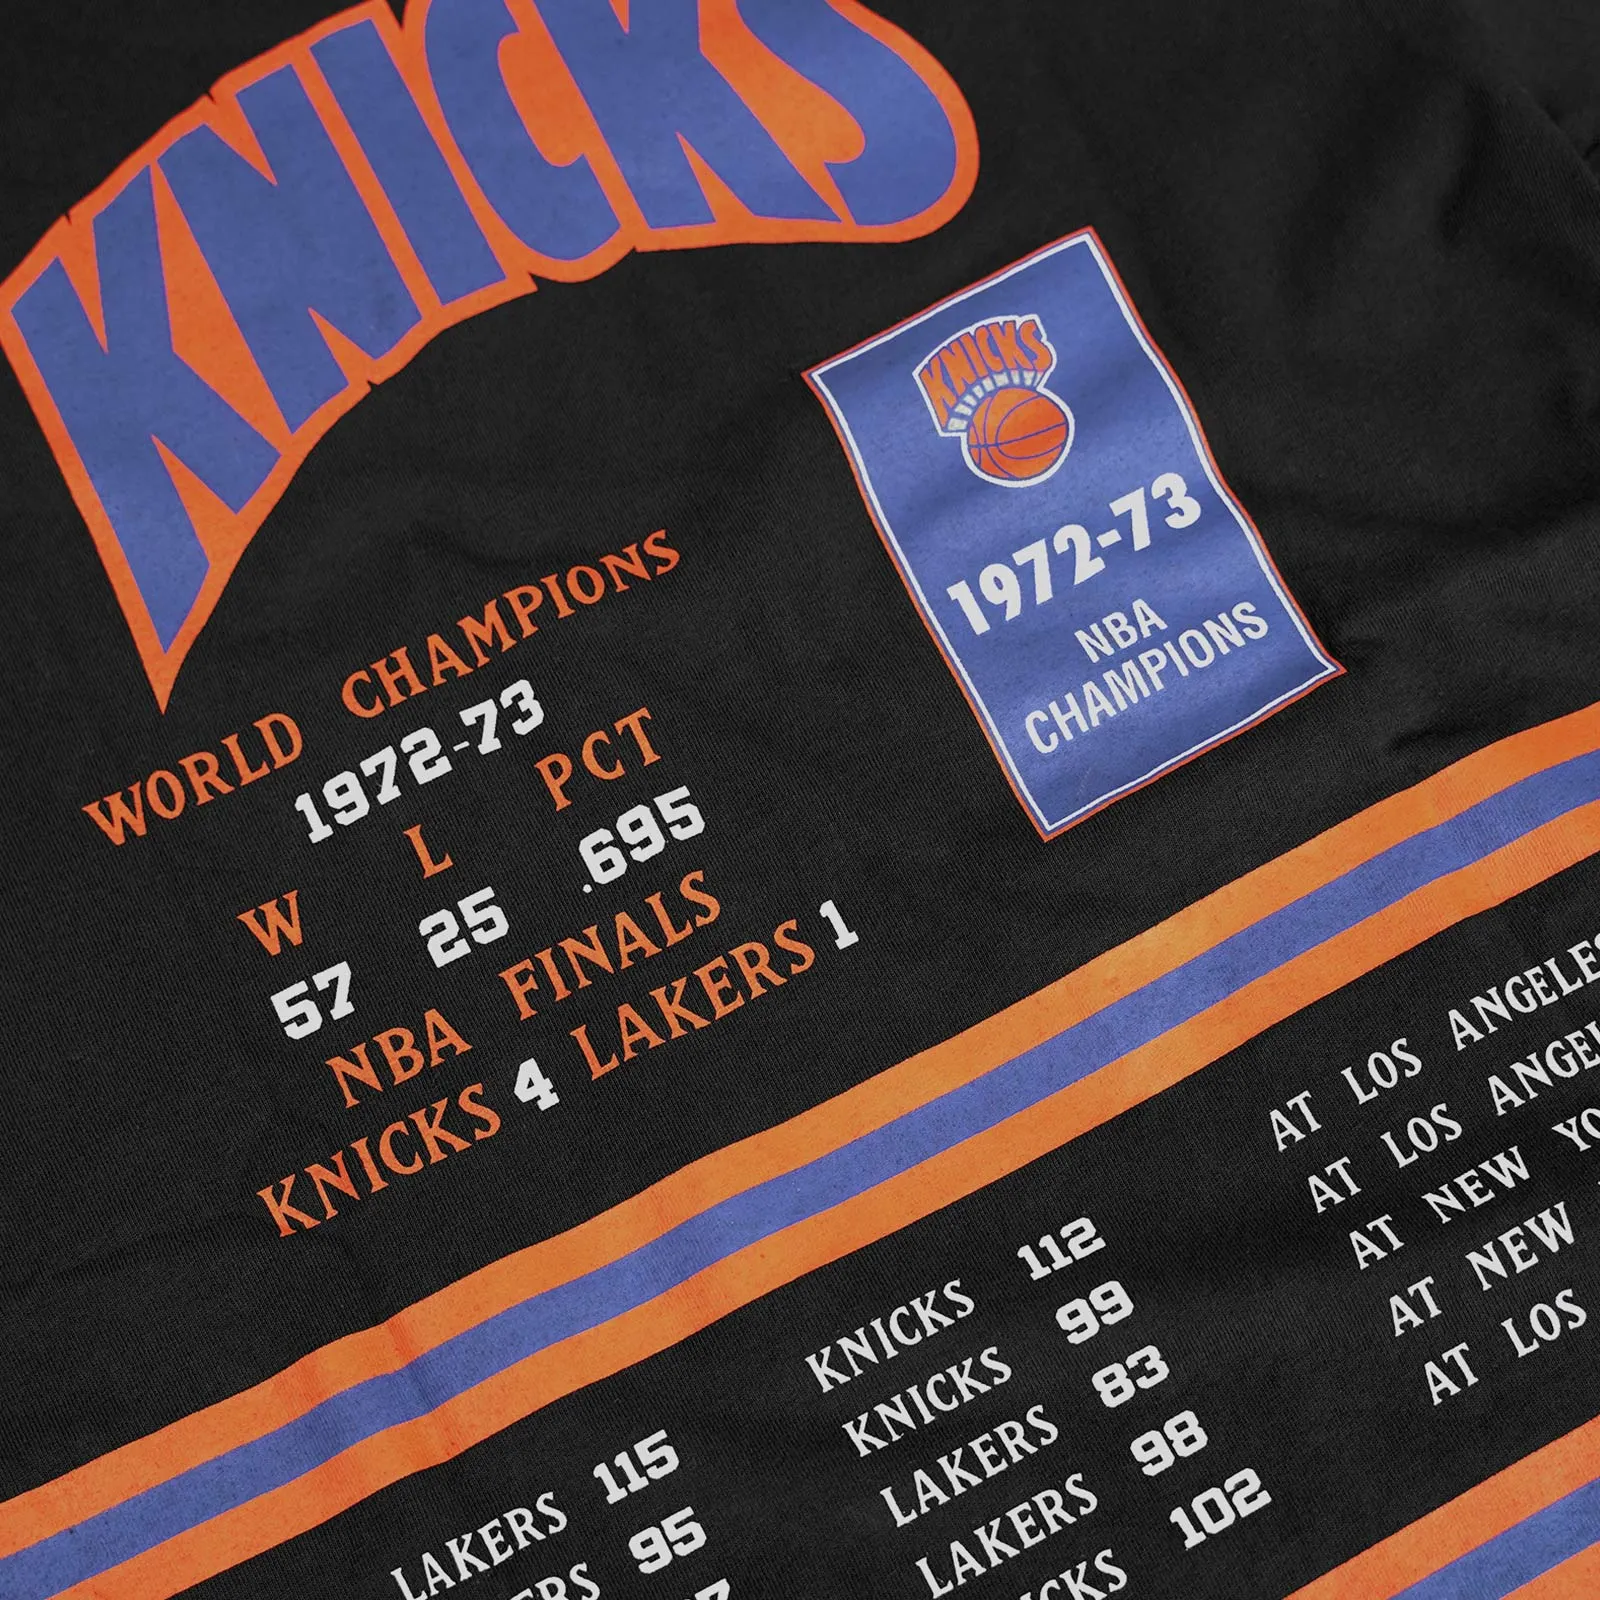 KNICKS
KNICKS
1972-73
NBA
CHAMPIONS
WORLD CHAMPIONS
1972-73
W L PCT
57 25 .695
NBA FINALS
KNICKS 4 LAKERS 1
LAKERS 115 KNICKS 112 AT LOS ANGELES
95 KNICKS 99 AT LOS
LAKERS 83 AT NEW
LAKERS 98 AT NEW
102 AT LOS